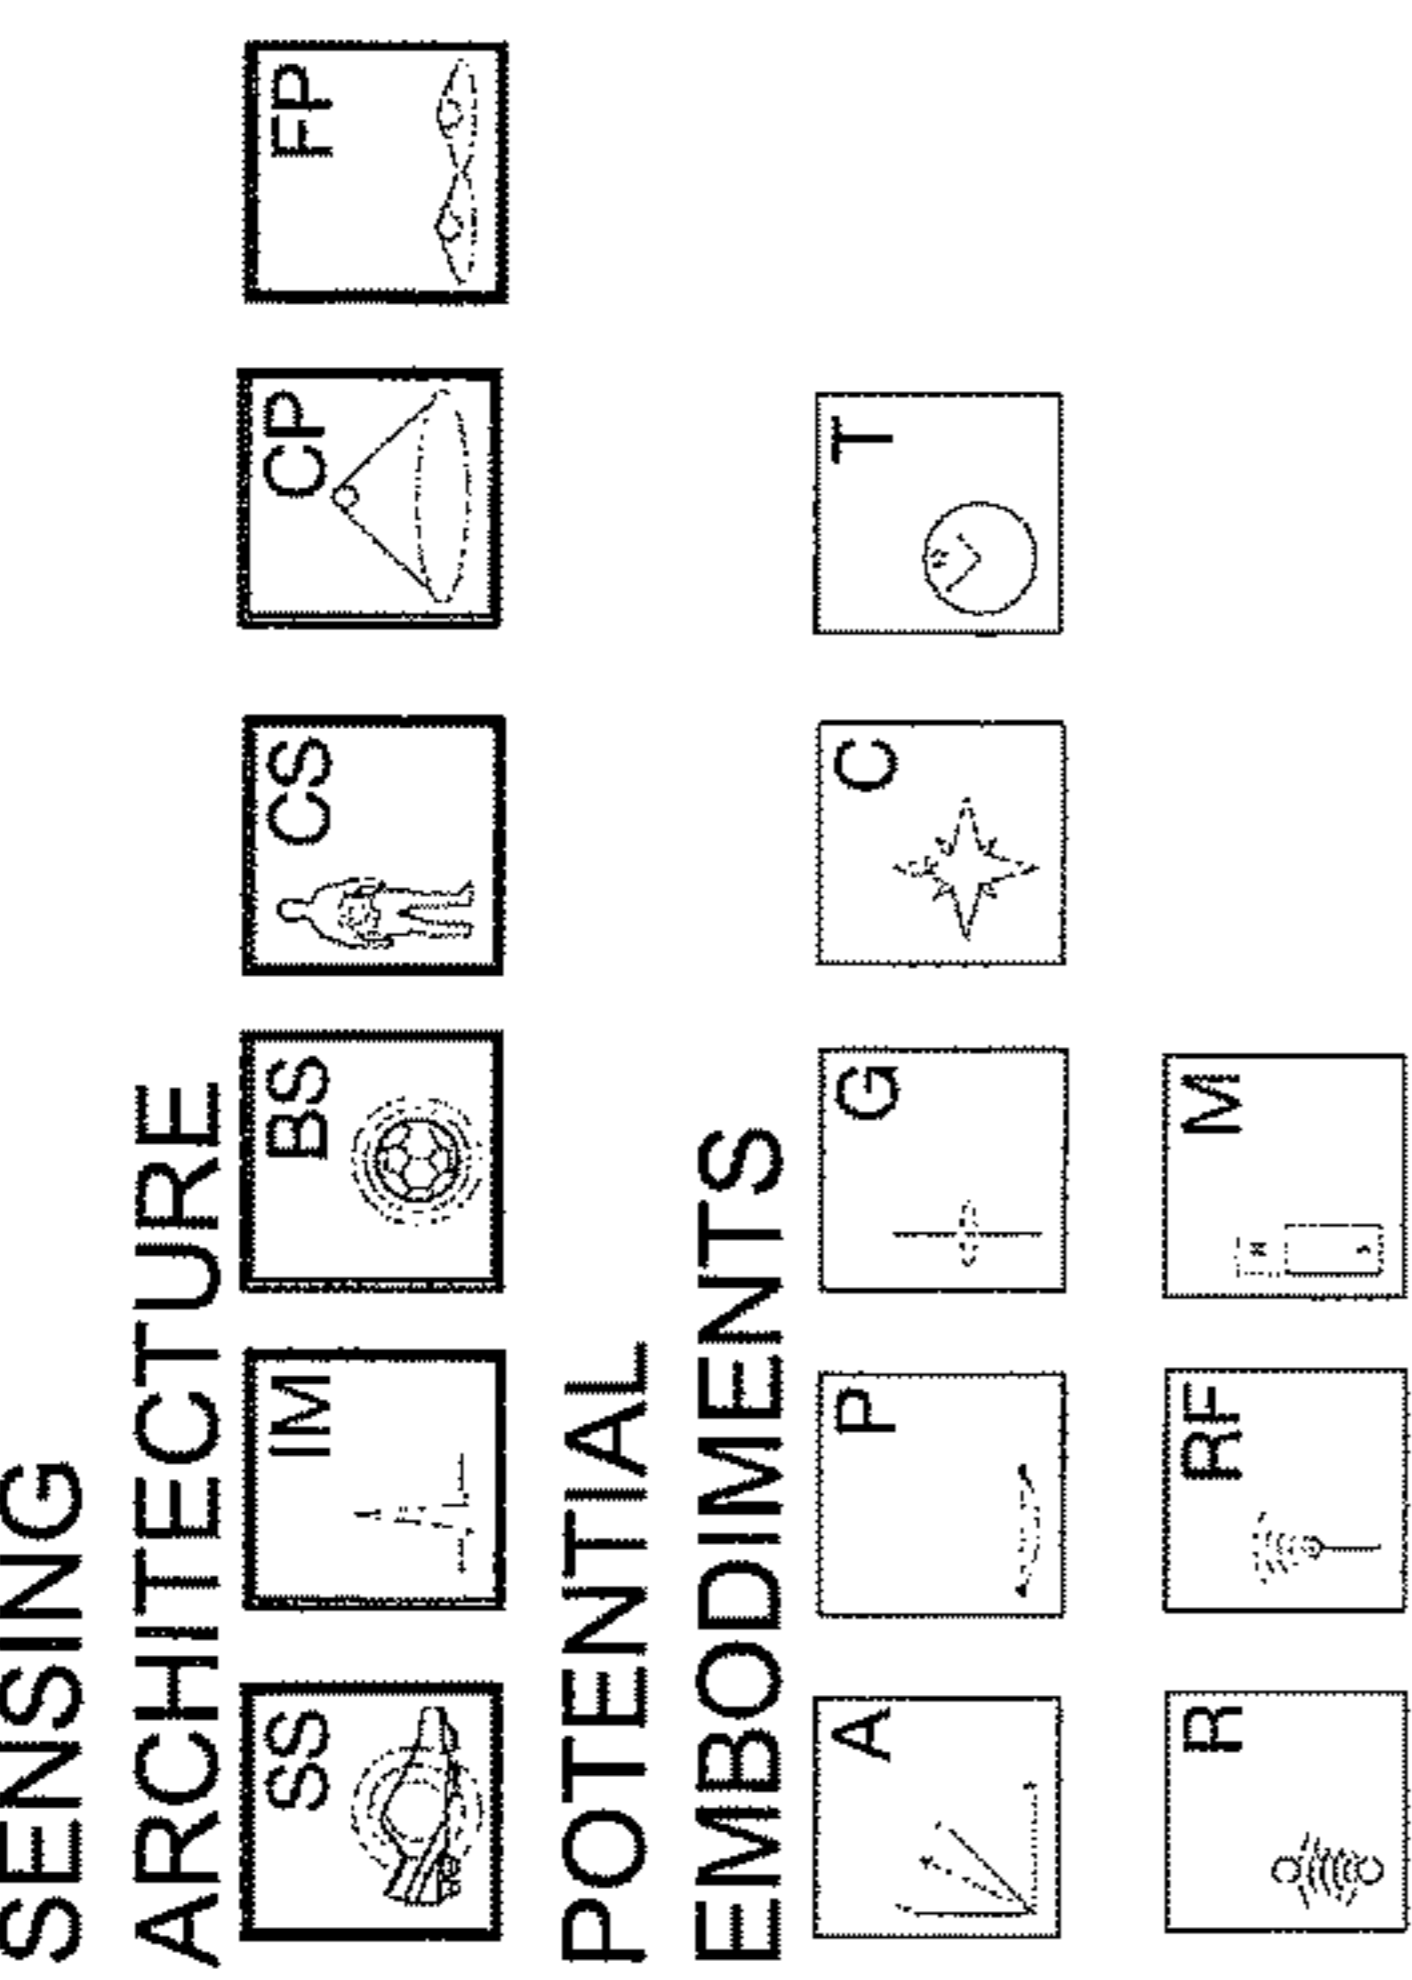 SENSING
ARCHITECTURE
SS IM BS CS CP FP
POTENTIAL
EMBODIMENTS
A P G C T
R RF M